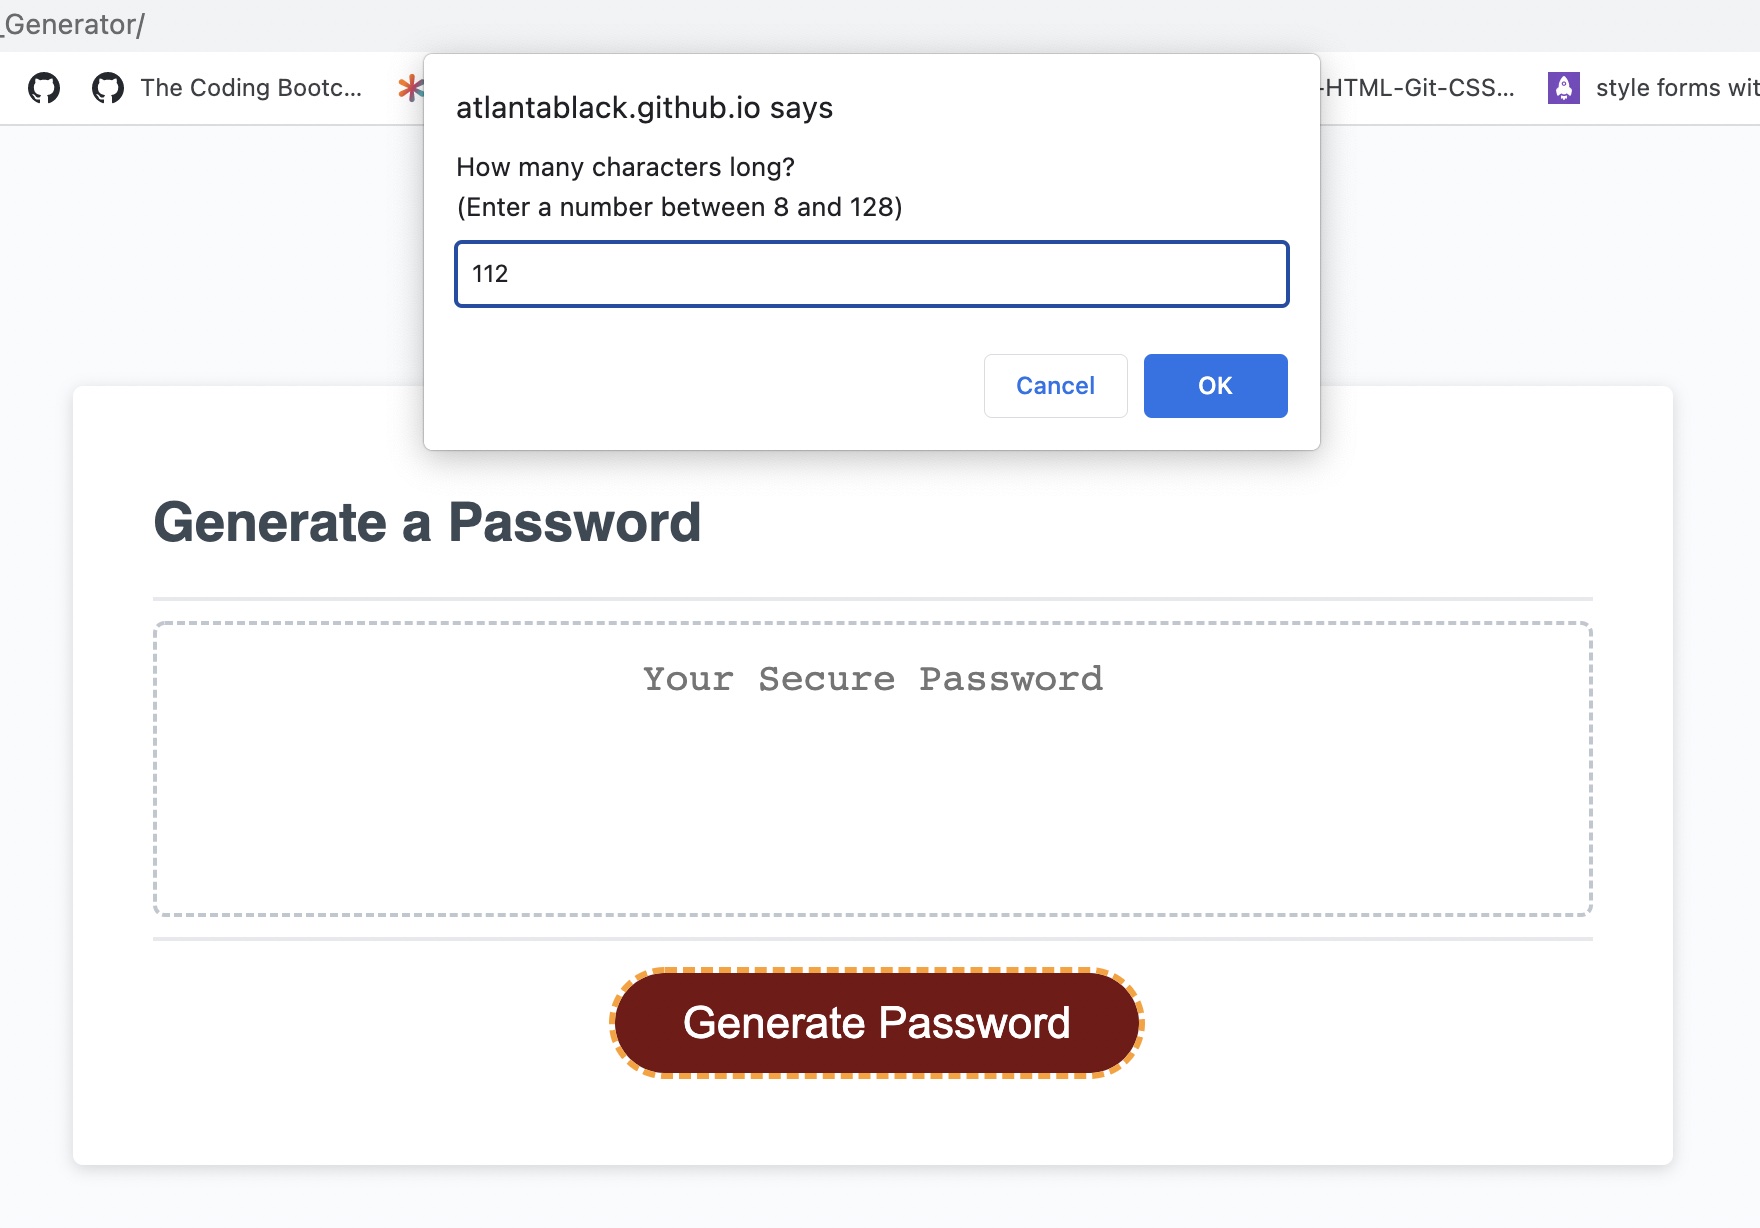 _Generator/
The Coding Bootc...
-HTML-Git-CSS...
style forms wit
atlantablack.github.io says
How many characters long?
(Enter a number between 8 and 128)
112
Cancel
OK
Generate a Password
Your Secure Password
Generate Password